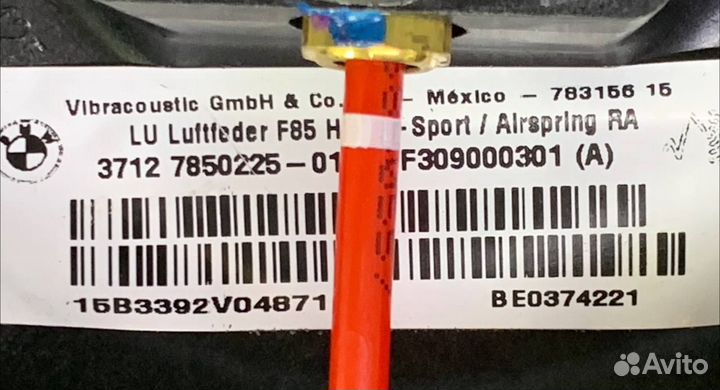 Vibracoustic GmbH & Co. - México - 783156 15
LU Luftfeder F85 H -Sport / Airspring RA
3712 7850225-01 F309000301 (A)
15B3392V04871
BE0374221
Avito